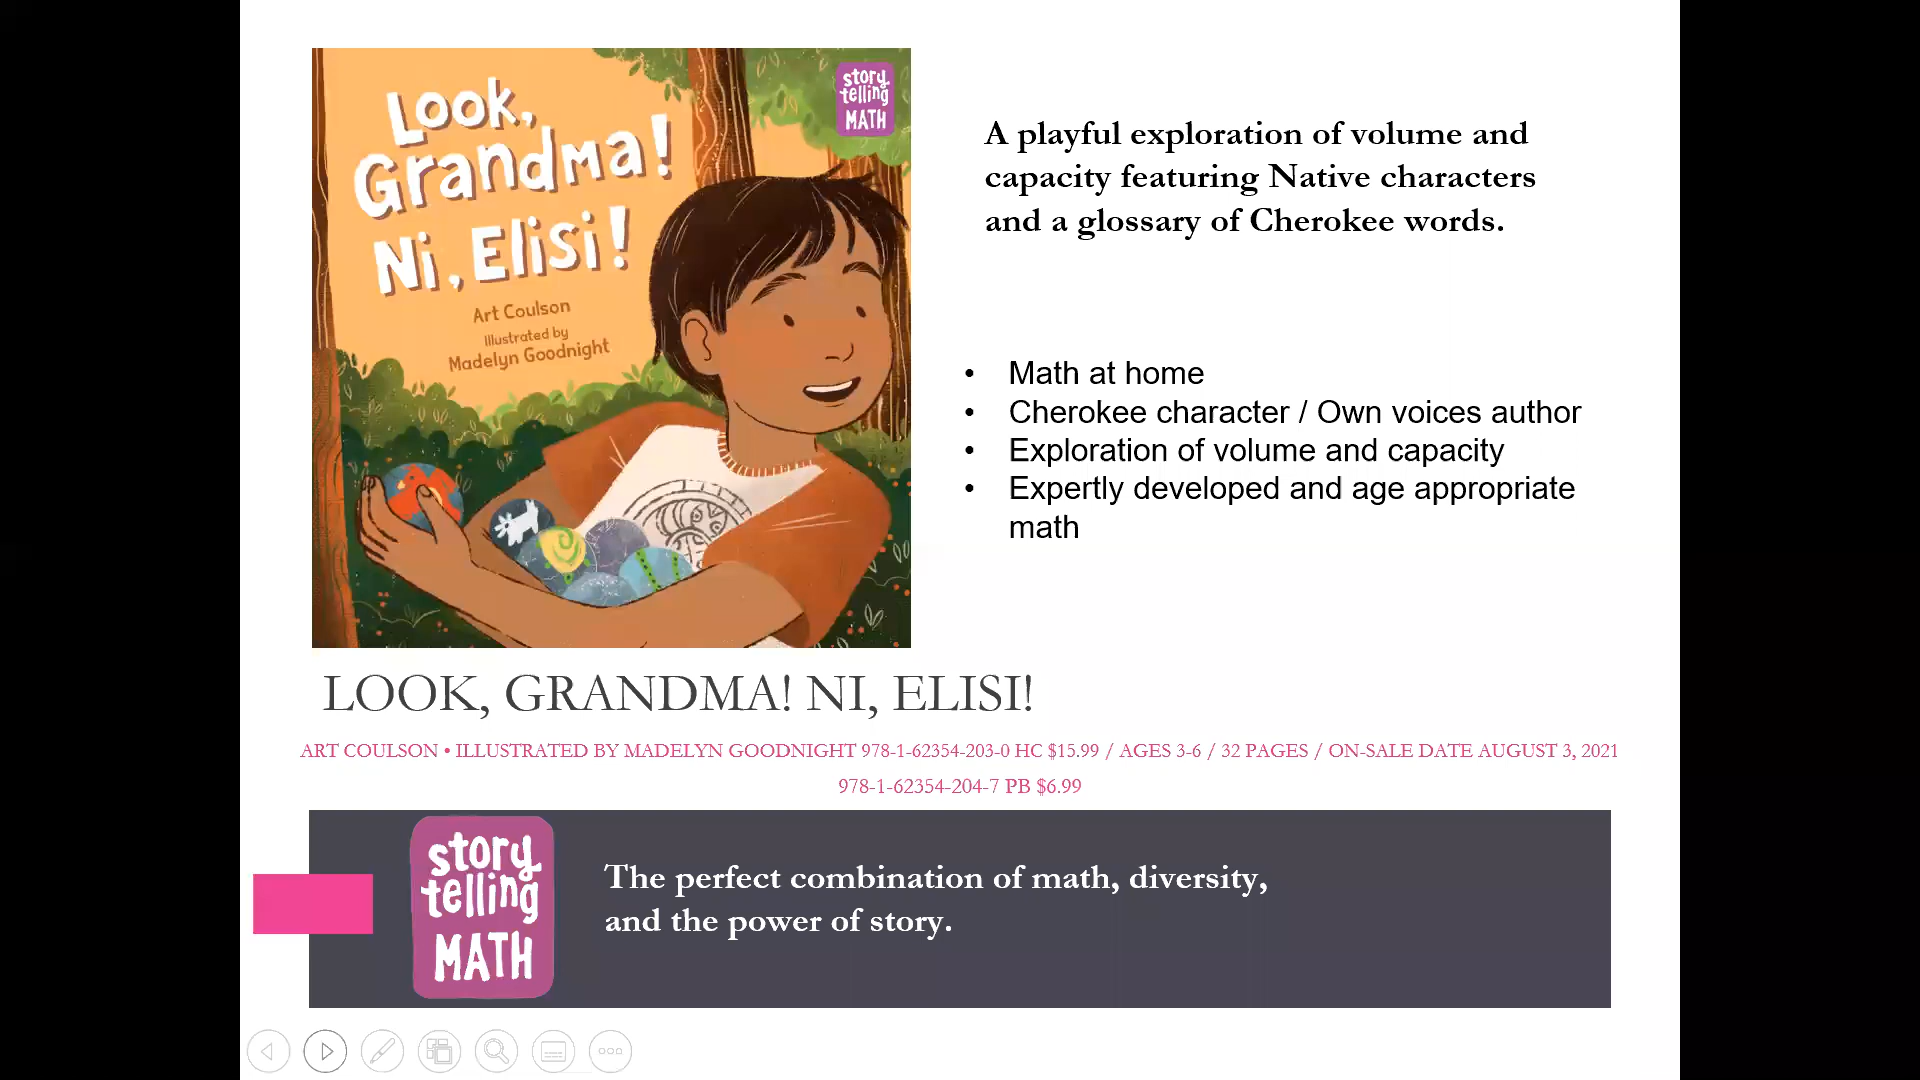 Look,
Grandma!
Ni, Elisi!
Art Coulson
Illustrated by
Madelyn Goodnight
story
telling
MATH
A playful exploration of volume and
capacity featuring Native characters
and a glossary of Cherokee words.
• Math at home
• Cherokee character / Own voices author
• Exploration of volume and capacity
• Expertly developed and age appropriate
math
LOOK, GRANDMA! NI, ELISI!
ART COULSON • ILLUSTRATED BY MADELYN GOODNIGHT 978-1-62354-203-0 HC $15.99 / AGES 3-6 / 32 PAGES / ON-SALE DATE AUGUST 3, 2021
978-1-62354-204-7 PB $6.99
story
telling
MATH
The perfect combination of math, diversity,
and the power of story.